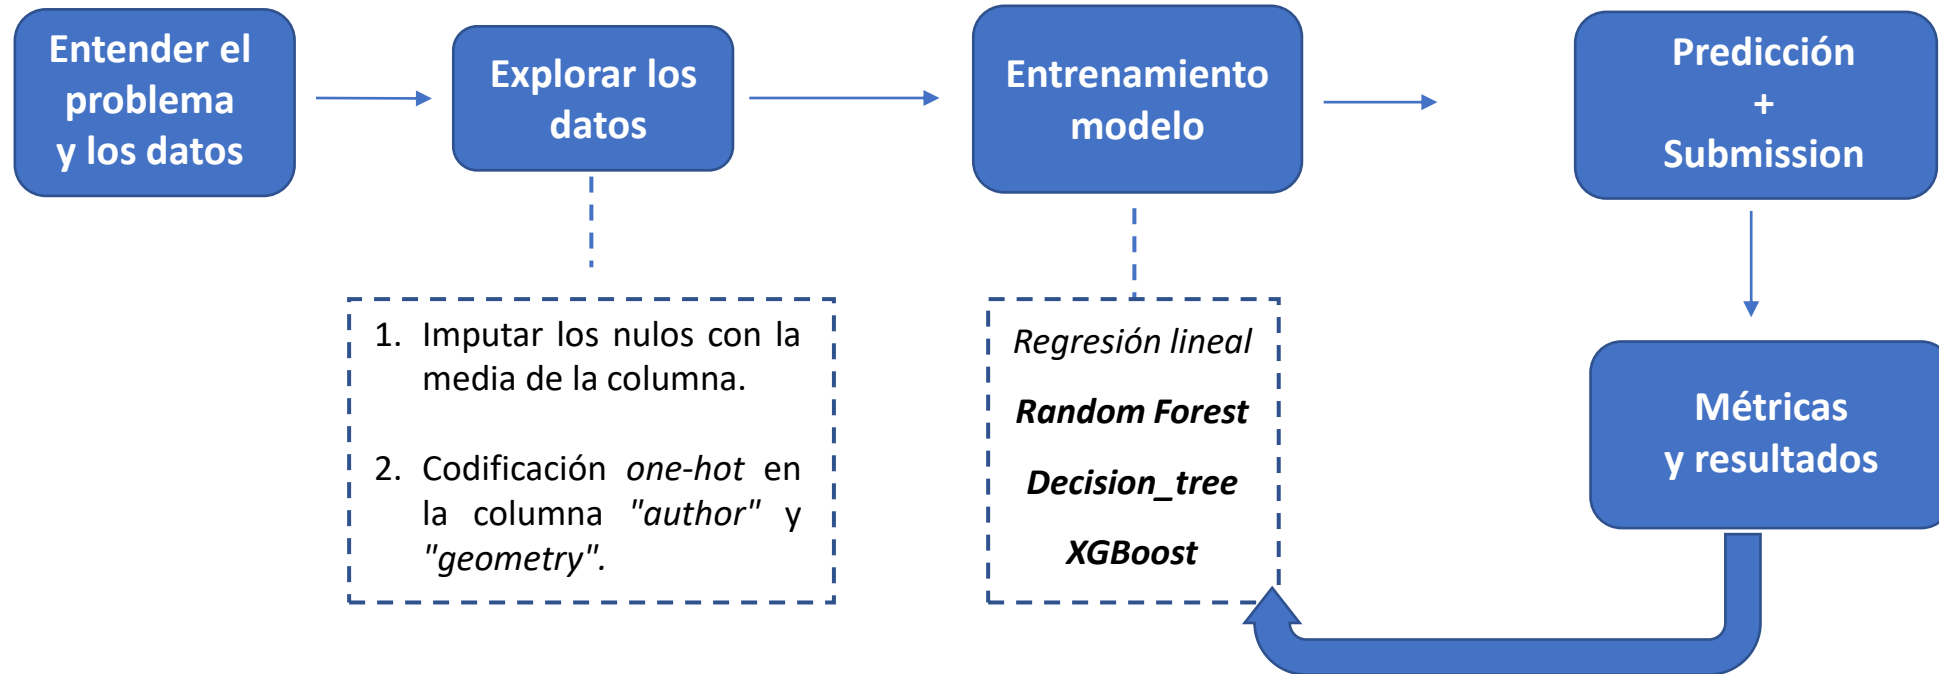 Entender el
problema
y los datos
Explorar los
datos
Entrenamiento
modelo
Predicción
+
Submission
1. Imputar los nulos con la
media de la columna.
2. Codificación one-hot en
la columna "author" y
"geometry".
Regresión lineal
Random Forest
Decision_tree
XGBoost
Métricas
y resultados